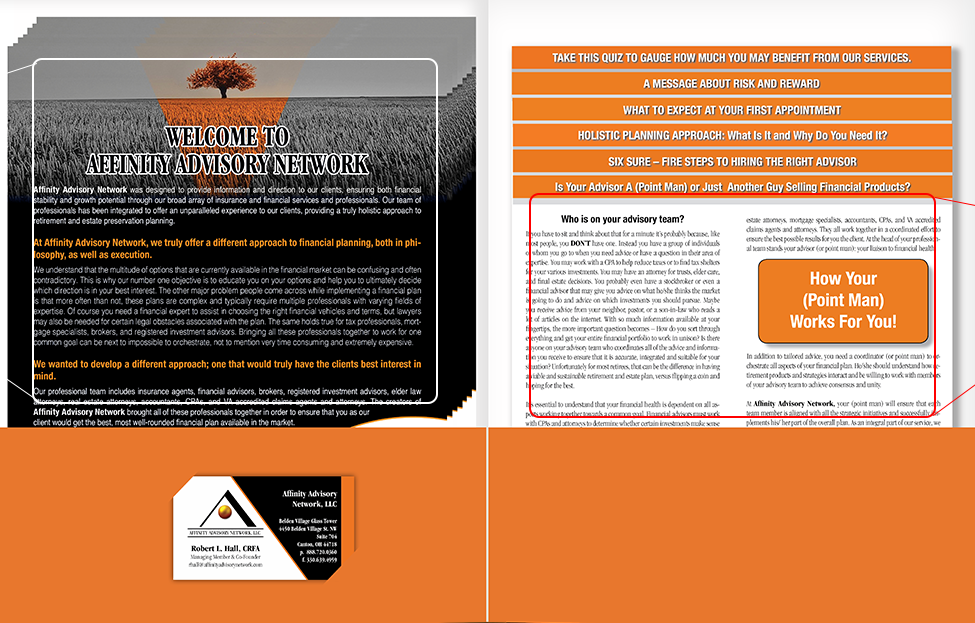 WELCOME TO
AFFINITY ADVISORY NETWORK
Affinity Advisory Network was designed to provide information and direction to our clients, ensuring both financial
stability and growth potential through our broad array of insurance and financial services and professionals. Our team of
professionals has been integrated to offer an unparalleled experience to our clients, providing a truly holistic approach to
retirement and estate preservation planning.
At Affinity Advisory Network, we truly offer a different approach to financial planning, both in phi-
losophy, as well as execution.
We understand that the multitude of options that are currently available in the financial market can be confusing and often
contradictory. This is why our number one objective is to educate you on your options and help you to ultimately decide
which direction is in your best interest. The other major problem people come across while implementing a financial plan
is that more often than not, these plans are complex and typically require multiple professionals with varying fields of
expertise. Of course you need a financial expert to assist in choosing the right financial vehicles and terms, but lawyers
may also be needed for certain legal obstacles associated with the plan. The same holds true for tax professionals, mort-
gage specialists, brokers, and registered investment advisors. Bringing all these professionals together to work for one
common goal can be next to impossible to orchestrate, not to mention very time consuming and extremely expensive.
We wanted to develop a different approach; one that would truly have the clients best interest in
mind.
Our professional team includes insurance agents, financial advisors, brokers, registered investment advisors, elder law
attorneys, real estate attorneys, accountants, CPAs, and VA accredited claims agents and attorneys. The creators of
Affinity Advisory Network brought all of these professionals together in order to ensure that you as our
client would get the best, most well-rounded financial plan available in the market.
Affinity Advisory
Network, LLC
Belden Village Glass Tower
4450 Belden Village St. NW
Suite 704
Canton, OH 44718
p. 888.720.0360
f. 330.639.4959
AFFINITY ADVISORY NETWORK, LLC
Robert L. Hall, CRFA
Managing Member & Co-Founder
rhall@affinityadvisorynetwork.com
TAKE THIS QUIZ TO GAUGE HOW MUCH YOU MAY BENEFIT FROM OUR SERVICES.
A MESSAGE ABOUT RISK AND REWARD
WHAT TO EXPECT AT YOUR FIRST APPOINTMENT
HOLISTIC PLANNING APPROACH: What Is It and Why Do You Need It?
SIX SURE – FIRE STEPS TO HIRING THE RIGHT ADVISOR
Is Your Advisor A (Point Man) or Just Another Guy Selling Financial Products?
Who is on your advisory team?
If you have to sit and think about that for a minute it's probably because, like
most people, you DON'T have one. Instead you have a group of individuals
of whom you go to when you need advice or have a question in their area of
expertise. You may work with a CPA to help reduce taxes or to find tax shelters
for your various investments. You may have an attorney for trusts, elder care,
and final estate decisions. You probably even have a stockbroker or even a
financial advisor that may give you advice on what he/she thinks the market
is going to do and advice on which investments you should pursue. Maybe
you receive advice from your neighbor, pastor, or a son-in-law who reads a
lot of articles on the internet. With so much information available at your
fingertips, the more important question becomes – How do you sort through
everything and get your entire financial portfolio to work in unison? Is there
anyone on your advisory team who coordinates all of the advice and informa-
tion you receive to ensure that it is accurate, integrated and suitable for your
situation? Unfortunately for most retirees, that can be the difference in having
a viable and sustainable retirement and estate plan, versus flipping a coin and
hoping for the best.
It's essential to understand that your financial health is dependent on all as-
pects working together towards a common goal. Financial advisors must work
with CPAs and attorneys to determine whether certain investments make sense
estate attorneys, mortgage specialists, accountants, CPAs, and VA accredited
claims agents and attorneys. They all work together in a coordinated effort to
ensure the best possible results for you the client. At the head of your profession-
al team stands your advisor (or point man): your liaison to financial health.
How Your
(Point Man)
Works For You!
In addition to tailored advice, you need a coordinator (or point man) to or-
chestrate all aspects of your financial plan. He/she should understand how re-
tirement products and strategies interact and be willing to work with members
of your advisory team to achieve consensus and unity.
At Affinity Advisory Network, your (point man) will ensure that each
team member is aligned with all the strategic initiatives and successfully im-
plements his/ her part of the overall plan. As an integral part of our service, we